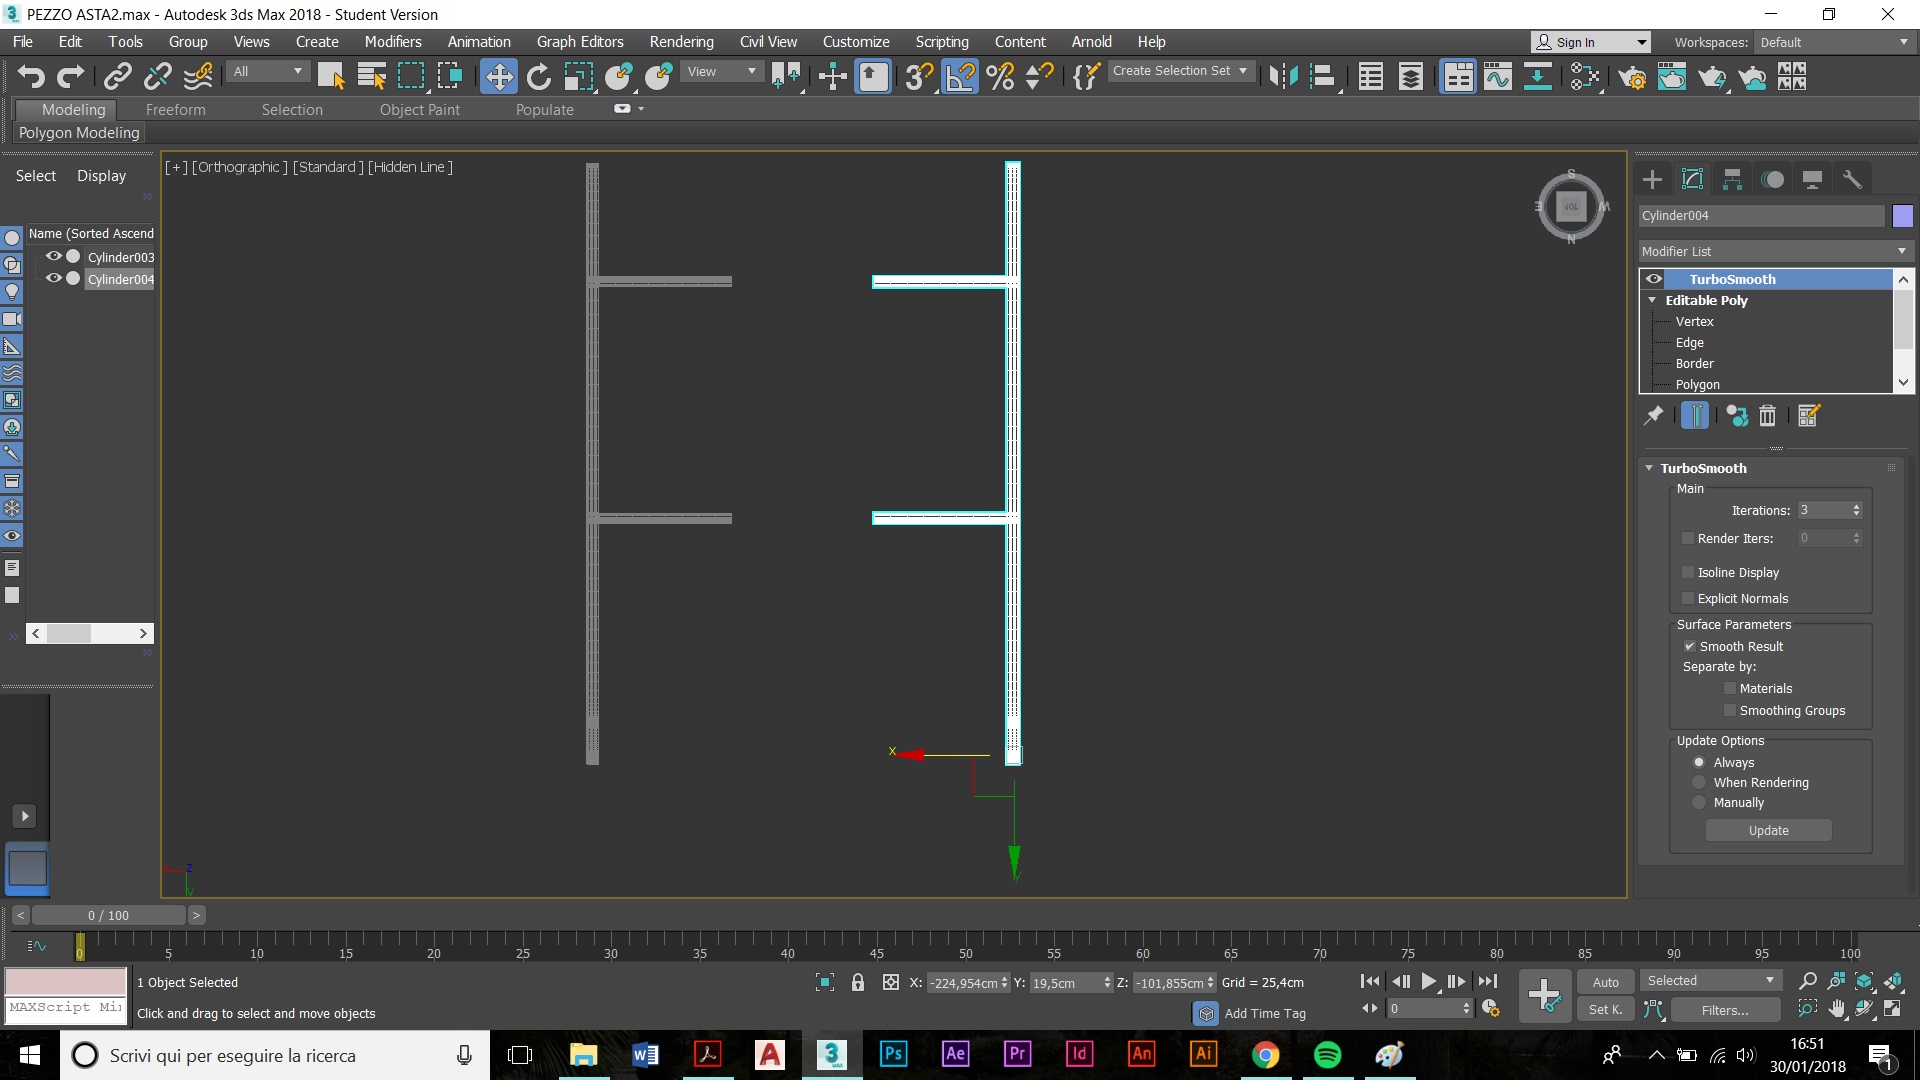 PEZZO ASTA2.max - Autodesk 3ds Max 2018 - Student Version
File Edit Tools Group Views Create Modifiers Animation Graph Editors Rendering Civil View Customize Scripting Content Arnold Help
Sign In Workspaces: Default
All View Create Selection Set
Modeling Freeform Selection Object Paint Populate
Polygon Modeling
Select Display
Name (Sorted Ascend
Cylinder003
Cylinder004
[+] [Orthographic ] [Standard ] [Hidden Line ]
S
E TOP W
N
x
Cylinder004
Modifier List
TurboSmooth
Editable Poly
Vertex
Edge
Border
Polygon
TurboSmooth
Main
Iterations: 3
Render Iters: 0
Isoline Display
Explicit Normals
Surface Parameters
Smooth Result
Separate by:
Materials
Smoothing Groups
Update Options
Always
When Rendering
Manually
Update
z
y
< 0 / 100 >
0 5 10 15 20 25 30 35 40 45 50 55 60 65 70 75 80 85 90 95 100
1 Object Selected
X: -224,954cm Y: 19,5cm Z: -101,855cm Grid = 25,4cm
Auto Selected
MAXScript Mi
Click and drag to select and move objects
Add Time Tag
0
Set K. Filters...
Scrivi qui per eseguire la ricerca
Ps Ae Pr Id An Ai
16:51
30/01/2018
1